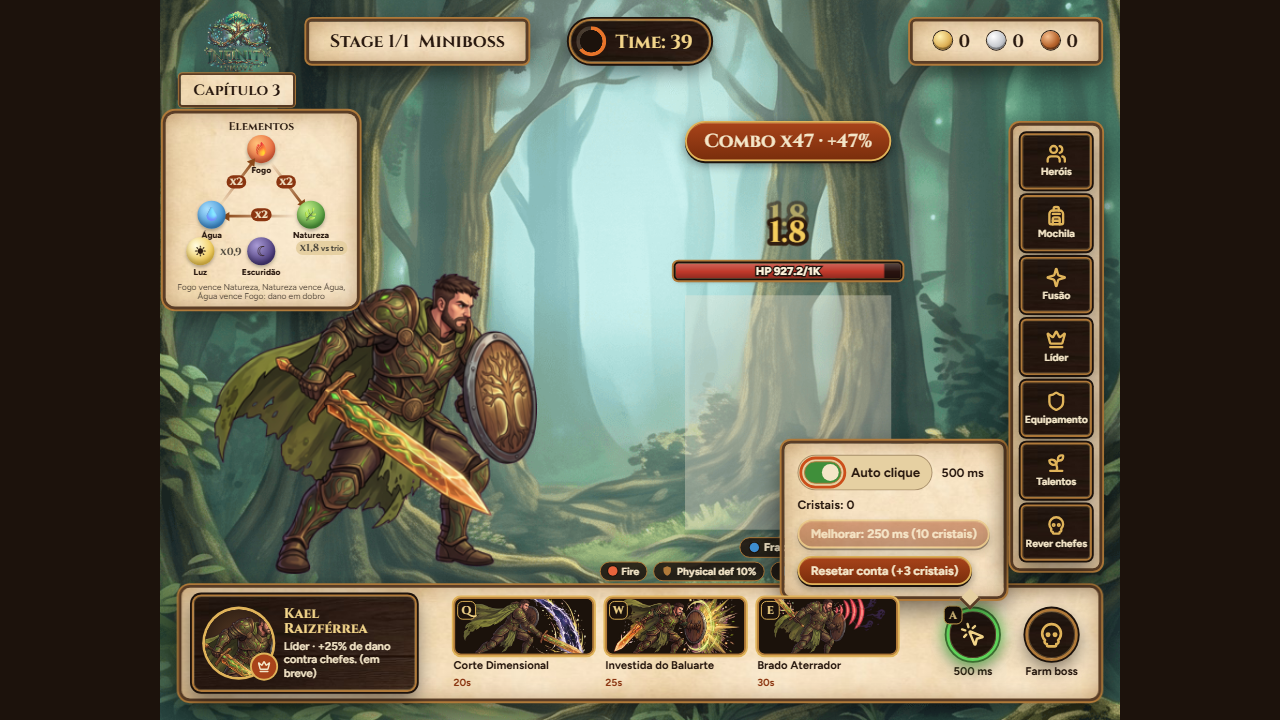 Stage 1/1 Miniboss
Time: 39
0
0
0
Capítulo 3
Elementos
Fogo
x2
x2
x2
Água
Natureza
x0,9
x1,8 vs trio
Luz
Escuridão
Fogo vence Natureza, Natureza vence Água,
Água vence Fogo: dano em dobro
Combo x47 · +47%
1.8
1.8
HP 927.2/1K
Heróis
Mochila
Fusão
Líder
Equipamento
Talentos
Rever chefes
Auto clique
500 ms
Cristais: 0
Melhorar: 250 ms (10 cristais)
Resetar conta (+3 cristais)
Fire
Physical def 10%
Kael
Raizférrea
Líder · +25% de dano
contra chefes. (em
breve)
Q
Corte Dimensional
20s
W
Investida do Baluarte
25s
E
Brado Aterrador
30s
A
500 ms
Farm boss